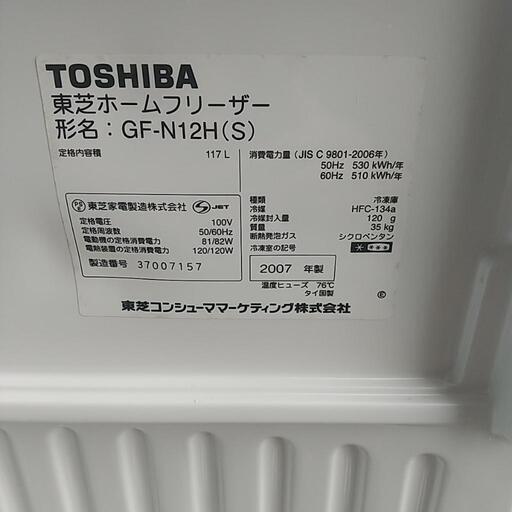 TOSHIBA
東芝ホームフリーザー
形名：GF-N12H(S)
定格内容積 117 L
消費電力量 (JIS C 9801-2006年)
50Hz 530 kWh/年
60Hz 510 kWh/年
PSE 東芝家電製造株式会社 S JET
定格電圧 100V
定格周波数 50/60Hz
電動機の定格消費電力 81/82W
電熱装置の定格消費電力 120/120W
製造番号 37007157
種類 冷凍庫
冷媒 HFC-134a
冷媒封入量 120 g
質量 35 kg
断熱発泡ガス シクロペンタン
冷凍室の記号 ****
2007 年製
温度ヒューズ 76℃
タイ国製
東芝コンシューママーケティング株式会社
Ⓔ